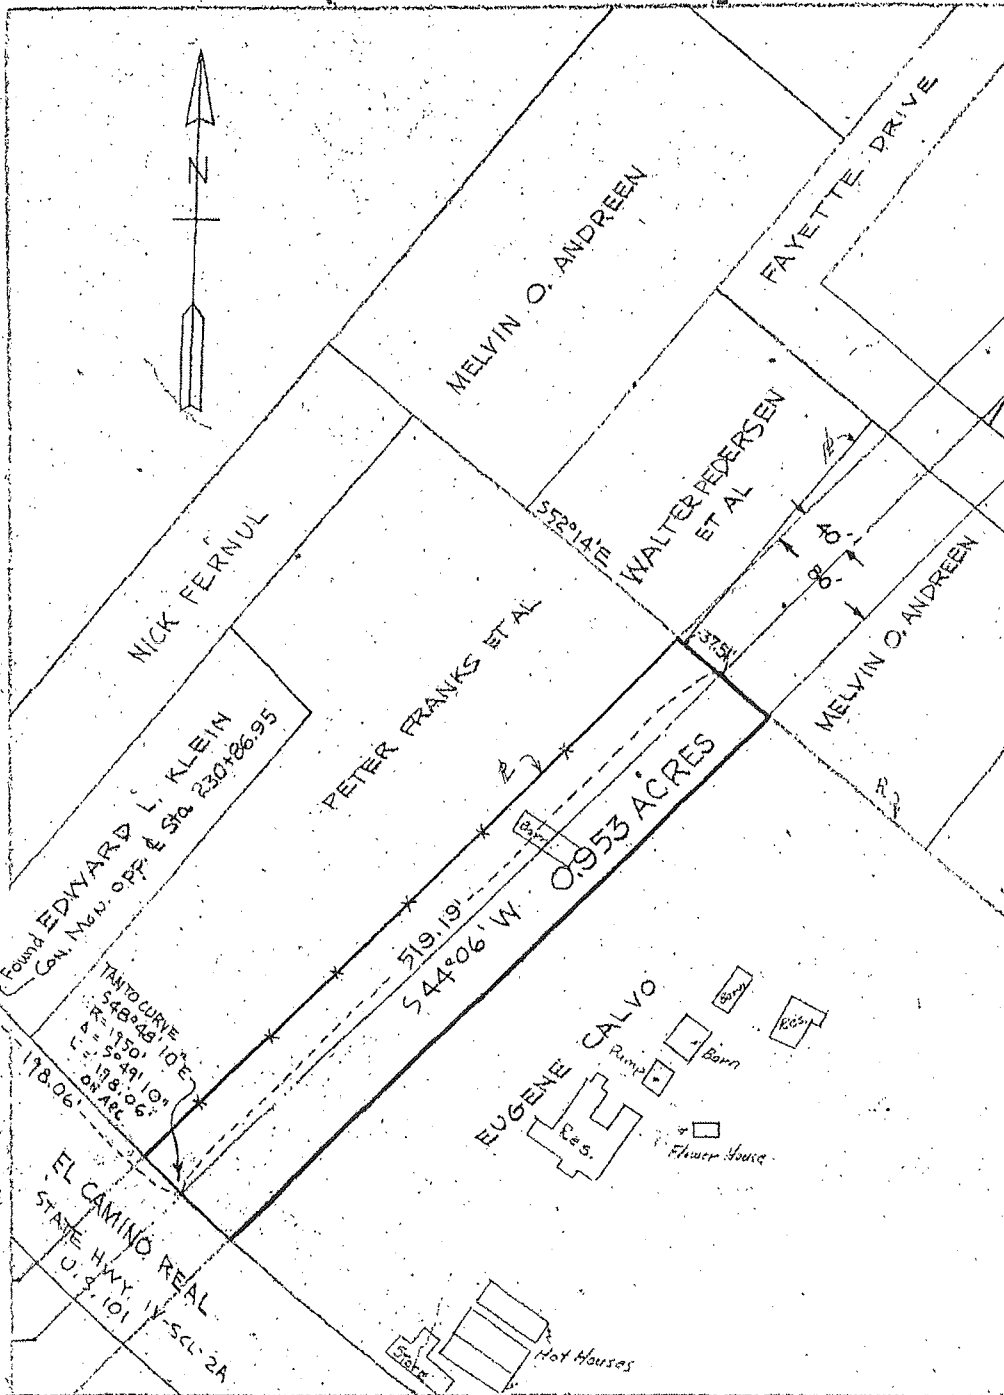 N
FAYETTE DRIVE
MELVIN O. ANDREEN
WALTER PEDERSEN
ET AL
S52°14'E
40'
86'
NICK FERNUL
37.51'
MELVIN O. ANDREEN
PETER FRANKS ET AL
Found EDWARD L. KLEIN
Con. Mon. OPP. ₵ Sta 230+86.95
Barn
0.953 ACRES
519.19'
S 44°06' W
TAN TO CURVE
S48°48'10"E
R=1950'
Δ=5°49'10"
L=198.06'
ON ARC
198.06'
EUGENE CALVO
Barn
Res.
Barn
Pump
Res.
Flower House
EL CAMINO REAL
STATE HWY. IV-SCL-2A
U.S. 101
Store
Hot Houses